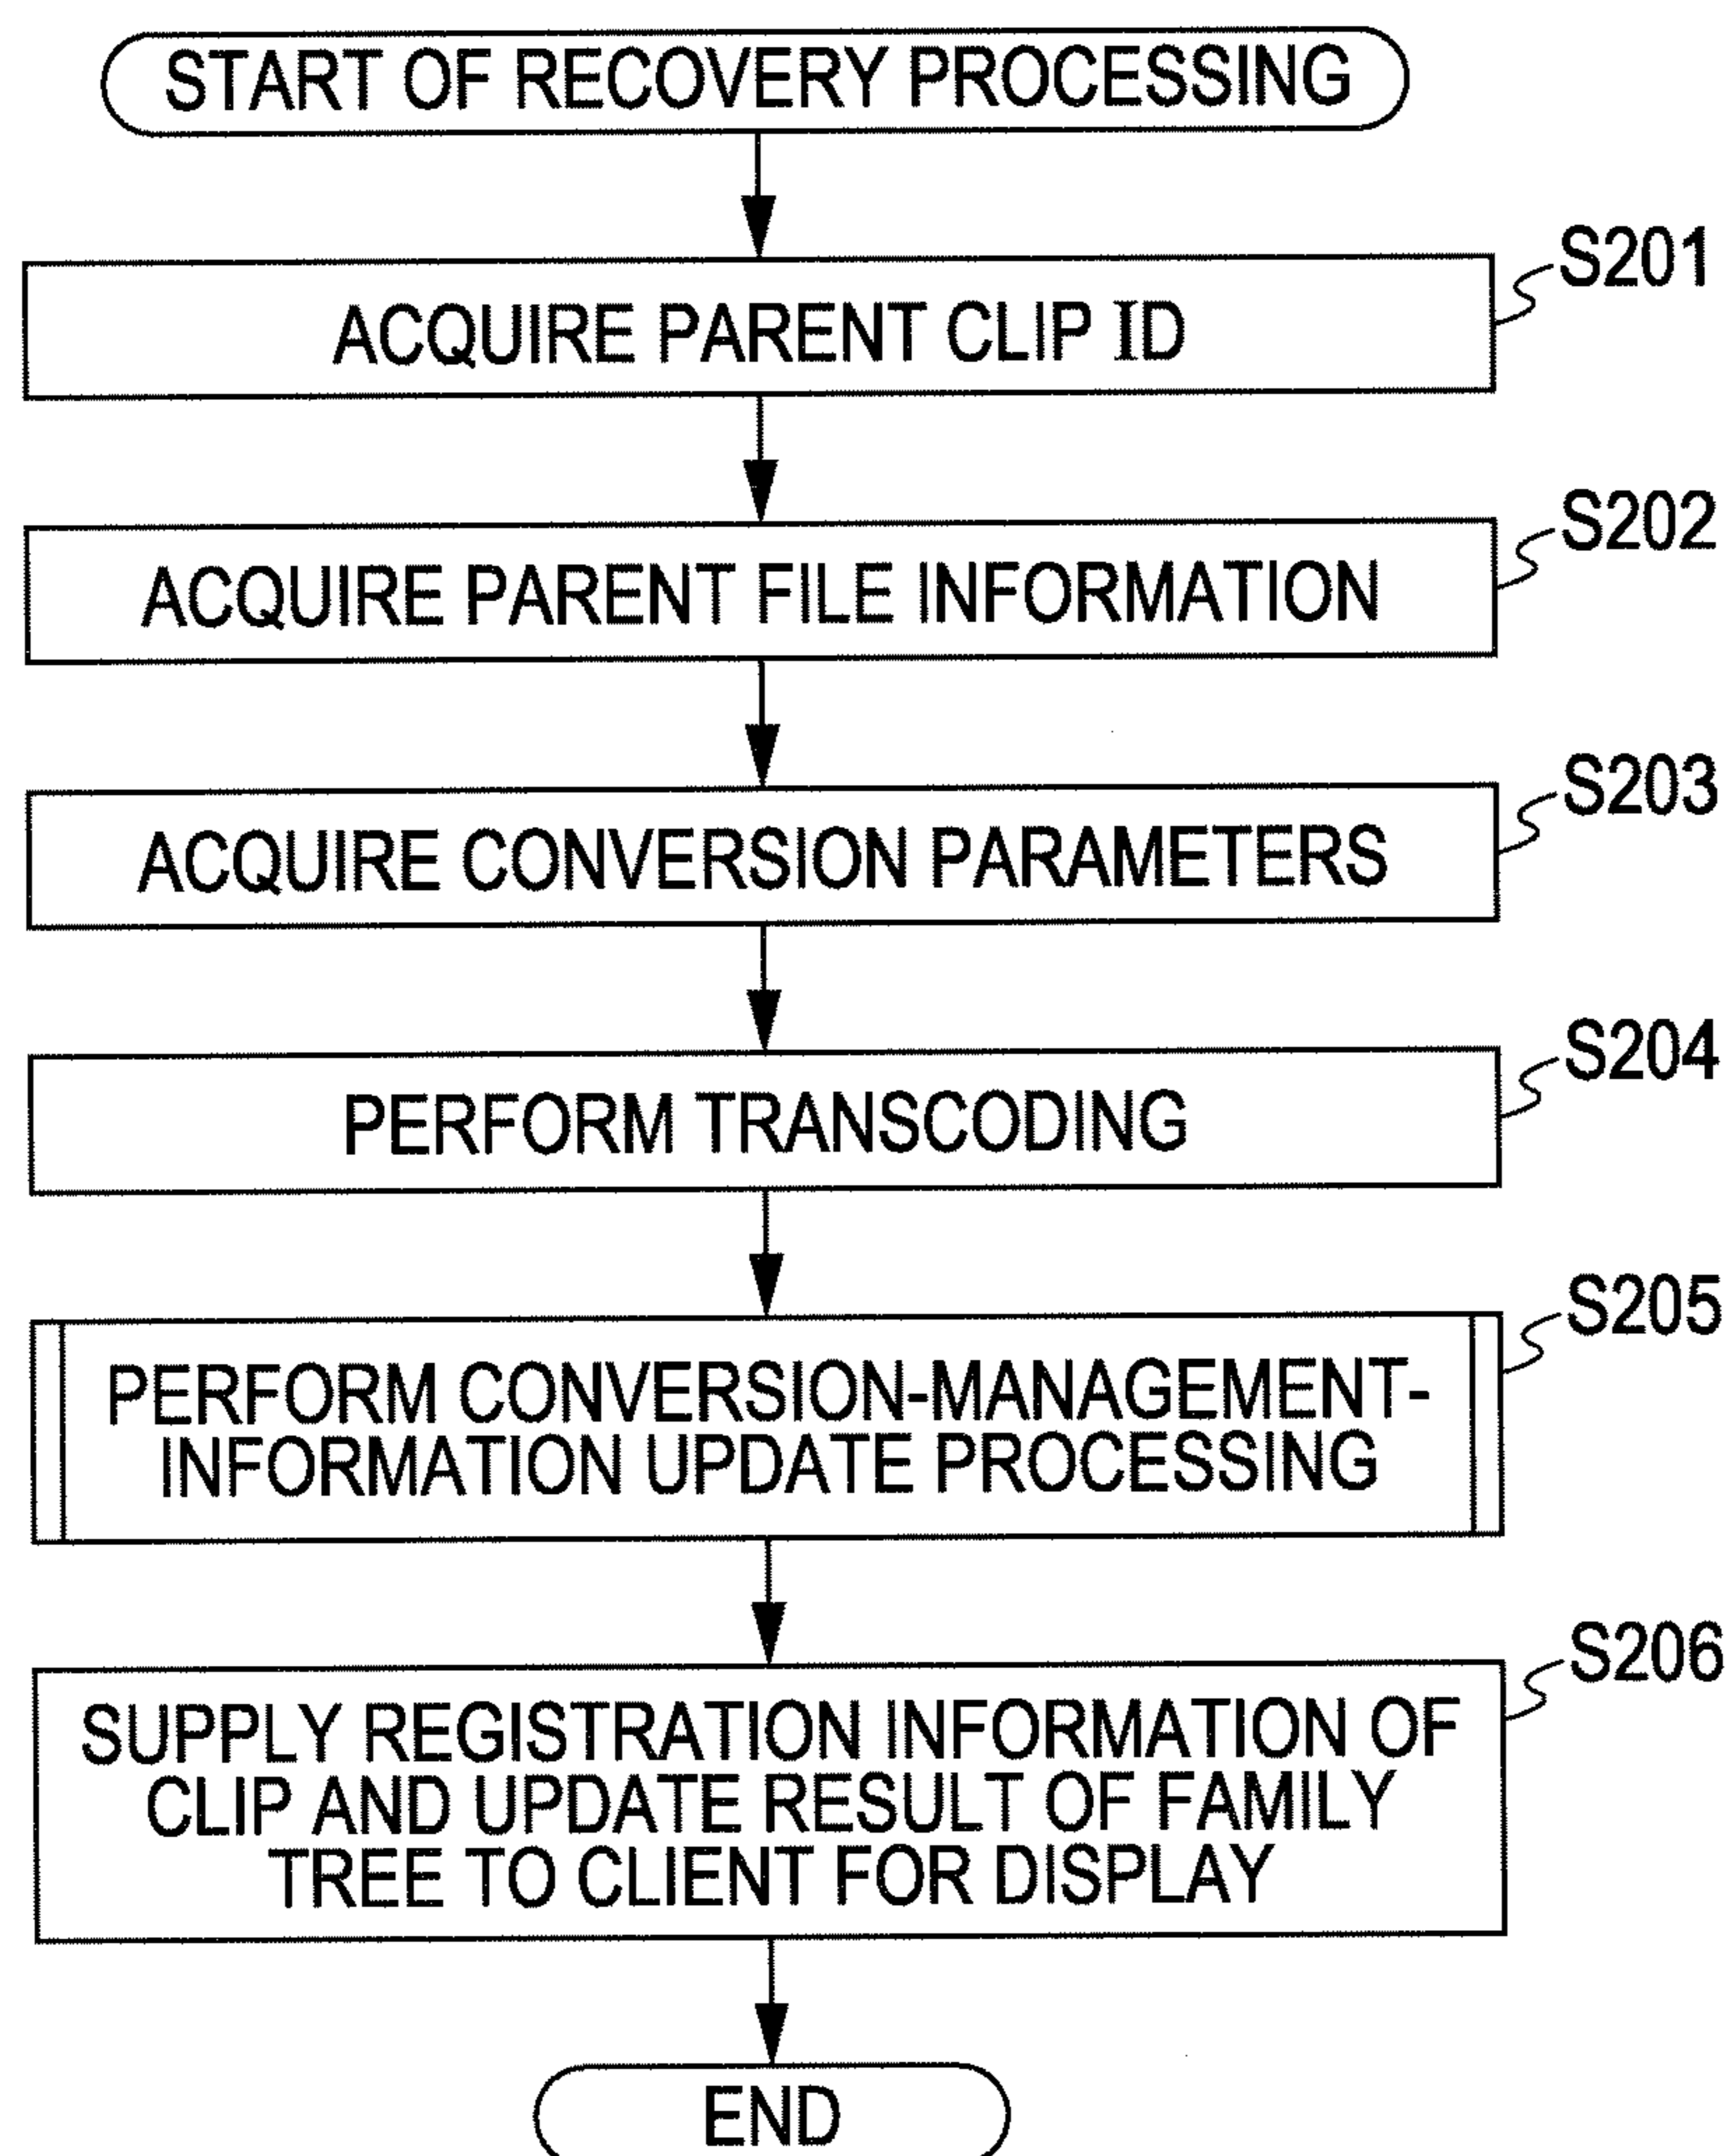 START OF RECOVERY PROCESSING
S201
ACQUIRE PARENT CLIP ID
S202
ACQUIRE PARENT FILE INFORMATION
S203
ACQUIRE CONVERSION PARAMETERS
S204
PERFORM TRANSCODING
S205
PERFORM CONVERSION-MANAGEMENT-
INFORMATION UPDATE PROCESSING
S206
SUPPLY REGISTRATION INFORMATION OF
CLIP AND UPDATE RESULT OF FAMILY
TREE TO CLIENT FOR DISPLAY
END